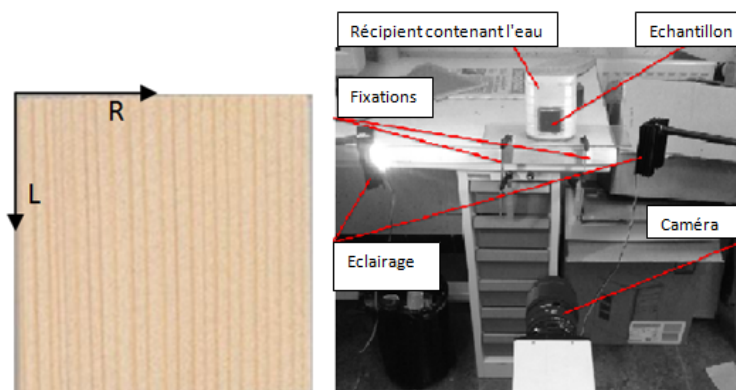 R
L
Récipient contenant l'eau
Echantillon
Fixations
Caméra
Eclairage